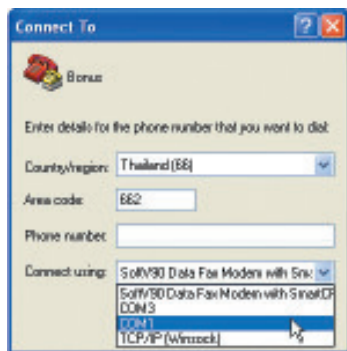 Connect To
Bonus
Enter details for the phone number that you want to dial:
Country/region: Thailand (66)
Area code: 662
Phone number:
Connect using: SoftV90 Data Fax Modem with Sma
SoftV90 Data Fax Modem with SmartCP
COM3
COM1
TCP/IP (Winsock)